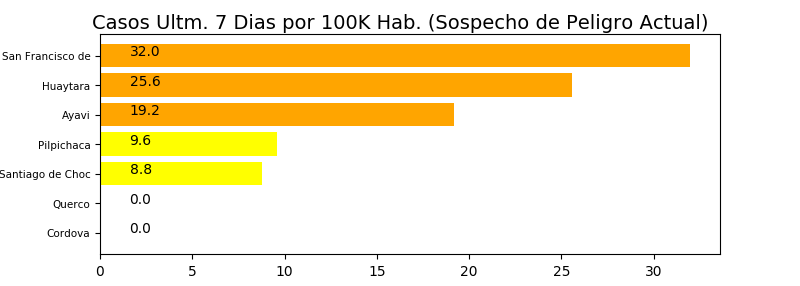 Casos Ultm. 7 Dias por 100K Hab. (Sospecho de Peligro Actual)
San Francisco de 32.0
Huaytara 25.6
Ayavi 19.2
Pilpichaca 9.6
Santiago de Choc 8.8
Querco 0.0
Cordova 0.0
0 5 10 15 20 25 30